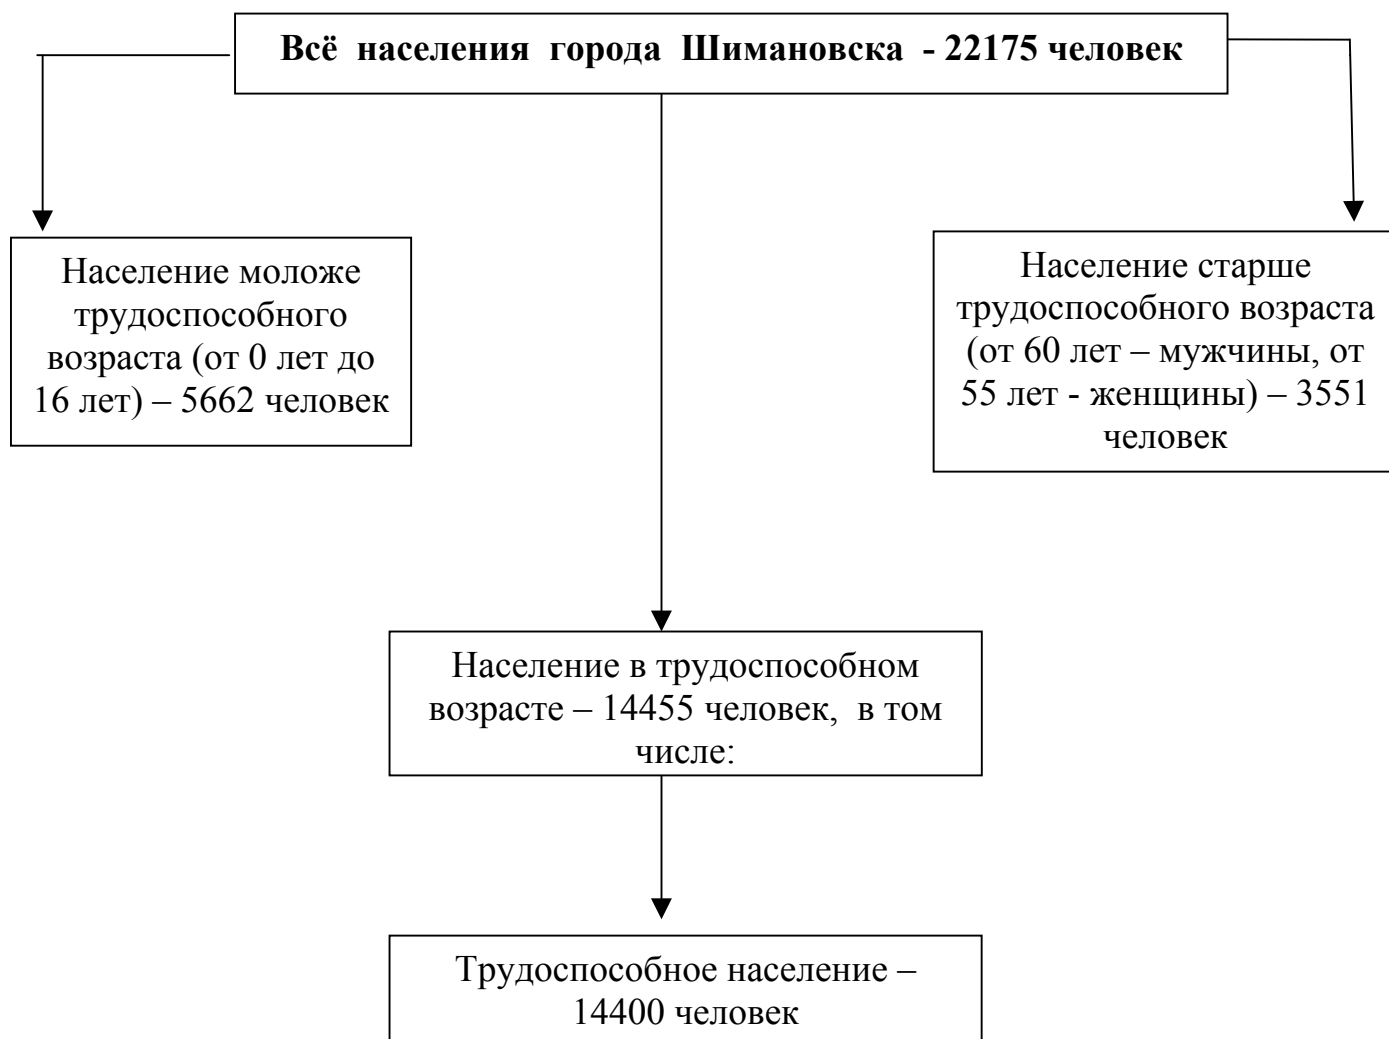 Всё населения города Шимановска - 22175 человек
Население моложе
трудоспособного
возраста (от 0 лет до
16 лет) – 5662 человек
Население старше
трудоспособного возраста
(от 60 лет – мужчины, от
55 лет - женщины) – 3551
человек
Население в трудоспособном
возрасте – 14455 человек, в том
числе:
Трудоспособное население –
14400 человек